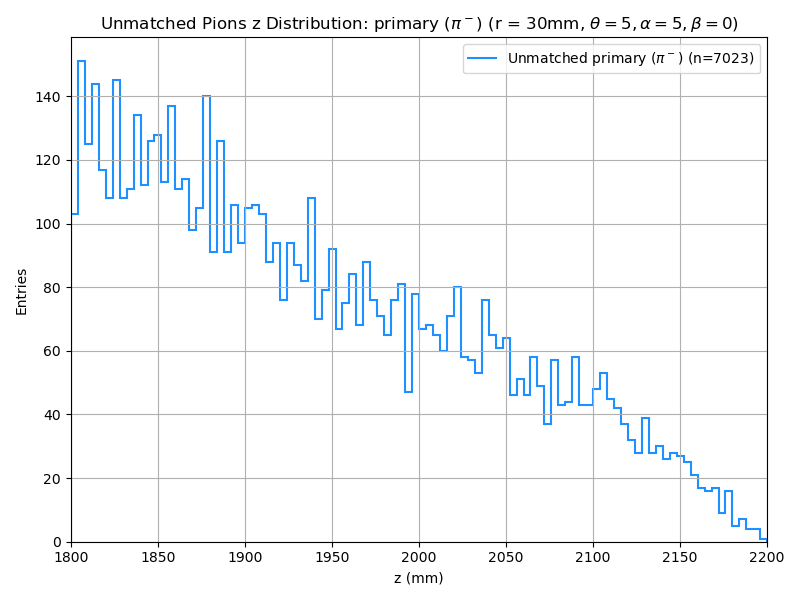 Unmatched Pions z Distribution: primary (π⁻) (r = 30mm, θ = 5, α = 5, β = 0)
Unmatched primary (π⁻) (n=7023)
Entries
140
120
100
80
60
40
20
0
1800 1850 1900 1950 2000 2050 2100 2150 2200
z (mm)